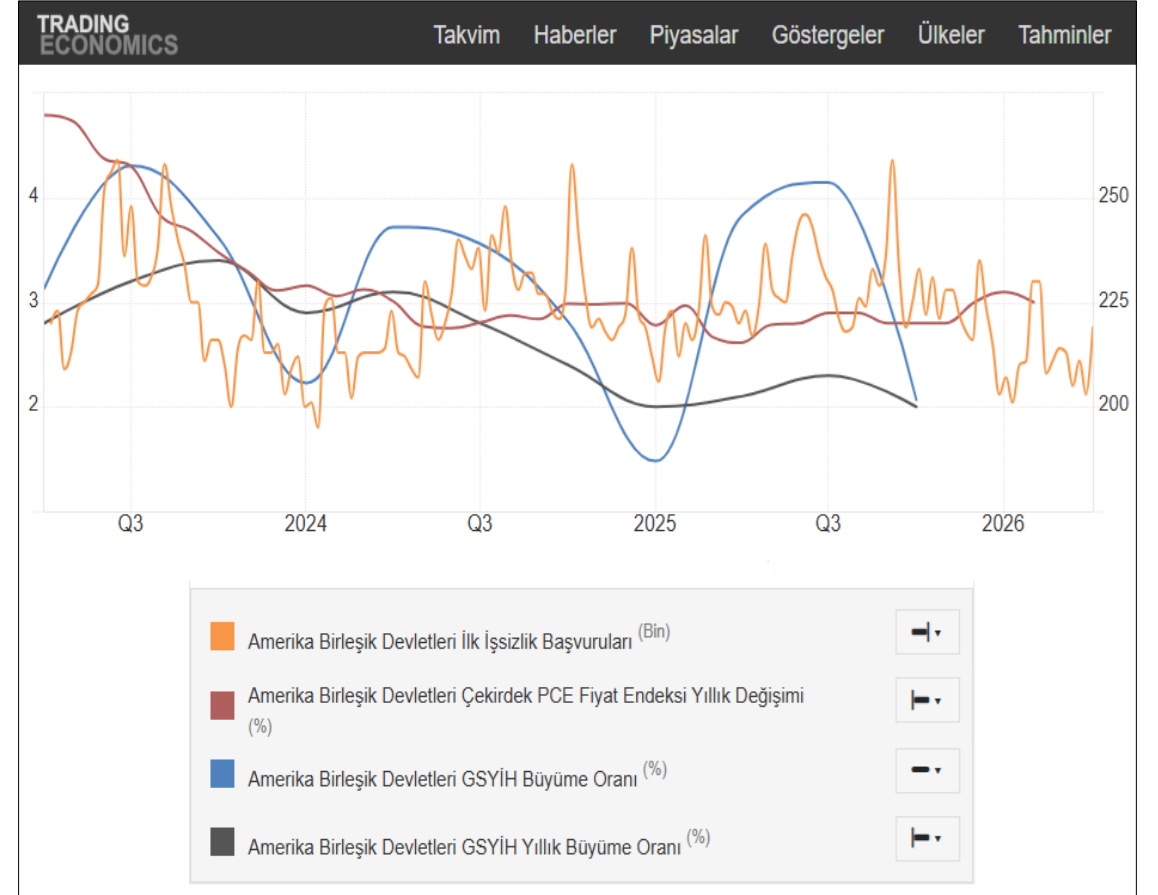 TRADING
ECONOMICS
Takvim Haberler Piyasalar Göstergeler Ülkeler Tahminler
4
3
2
250
225
200
Q3 2024 Q3 2025 Q3 2026
Amerika Birleşik Devletleri İlk İşsizlik Başvuruları (Bin)
Amerika Birleşik Devletleri Çekirdek PCE Fiyat Endeksi Yıllık Değişimi
(%)
Amerika Birleşik Devletleri GSYİH Büyüme Oranı (%)
Amerika Birleşik Devletleri GSYİH Yıllık Büyüme Oranı (%)